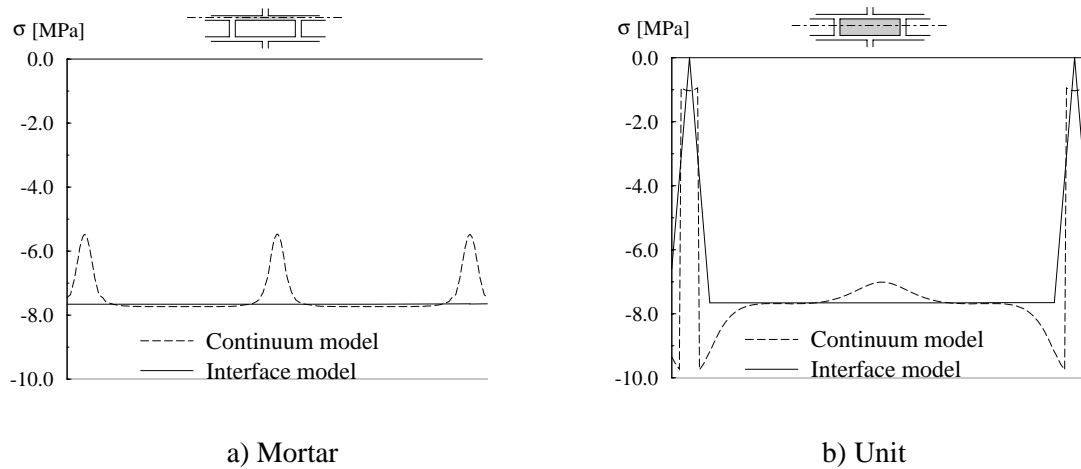 σ [MPa]
0.0
-2.0
-4.0
-6.0
-8.0
-10.0
Continuum model
Interface model
a) Mortar
σ [MPa]
0.0
-2.0
-4.0
-6.0
-8.0
-10.0
Continuum model
Interface model
b) Unit